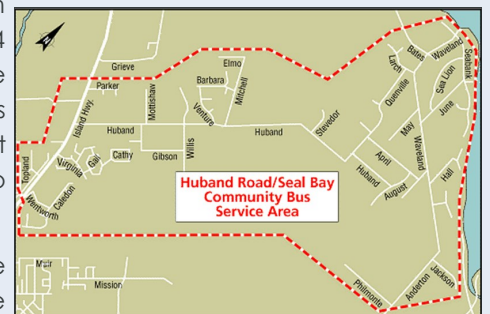 Grieve
Parker
Island Hwy.
Mottishaw
Elmo
Barbara
Mitchell
Venture
Huband
Willis
Huband
Stevedor
Larch
Bates
Waveland
Seabank
Sea Lion
Quenville
June
May
Waveland
April
Huband
August
Hall
Topland
Virginia
Gail
Cathy
Gibson
Caledon
Wentworth
Huband Road/Seal Bay
Community Bus
Service Area
Muir
Mission
Philmonte
Anderton
Jackson
N
4